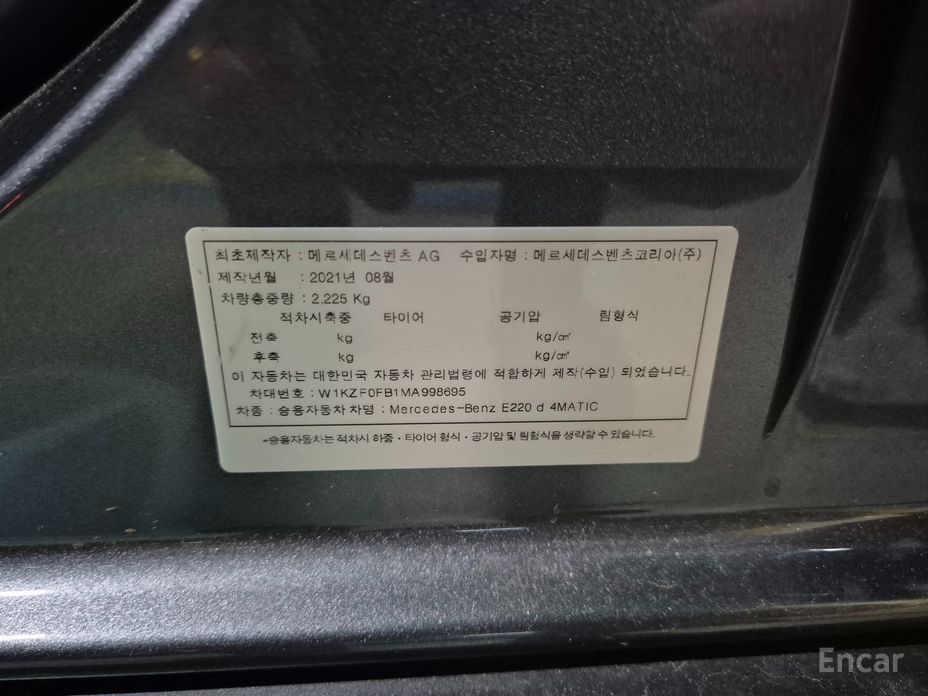 최초제작자 : 메르세데스벤츠 AG 수입자명 : 메르세데스벤츠코리아(주)
제작년월 : 2021년 08월
차량총중량 : 2,225 Kg
적차시축중 타이어 공기압 림형식
전축 kg kg/㎠
후축 kg kg/㎠
이 자동차는 대한민국 자동차 관리법령에 적합하게 제작(수입) 되었습니다.
차대번호 : W1KZF0FB1MA998695
차종 : 승용자동차 차명 : Mercedes-Benz E220 d 4MATIC
*승용자동차는 적차시 하중·타이어 형식·공기압 및 림형식을 생략할 수 있습니다.
Encar